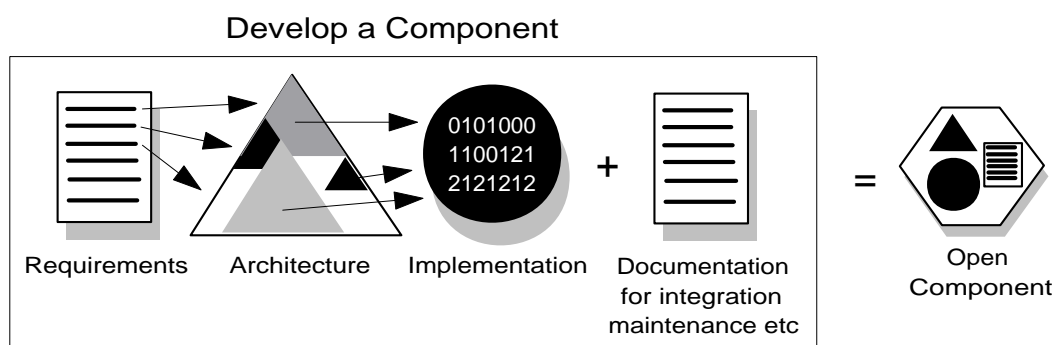 Develop a Component
0101000
1100121
2121212
+
=
Requirements
Architecture
Implementation
Documentation
for integration
maintenance etc
Open
Component